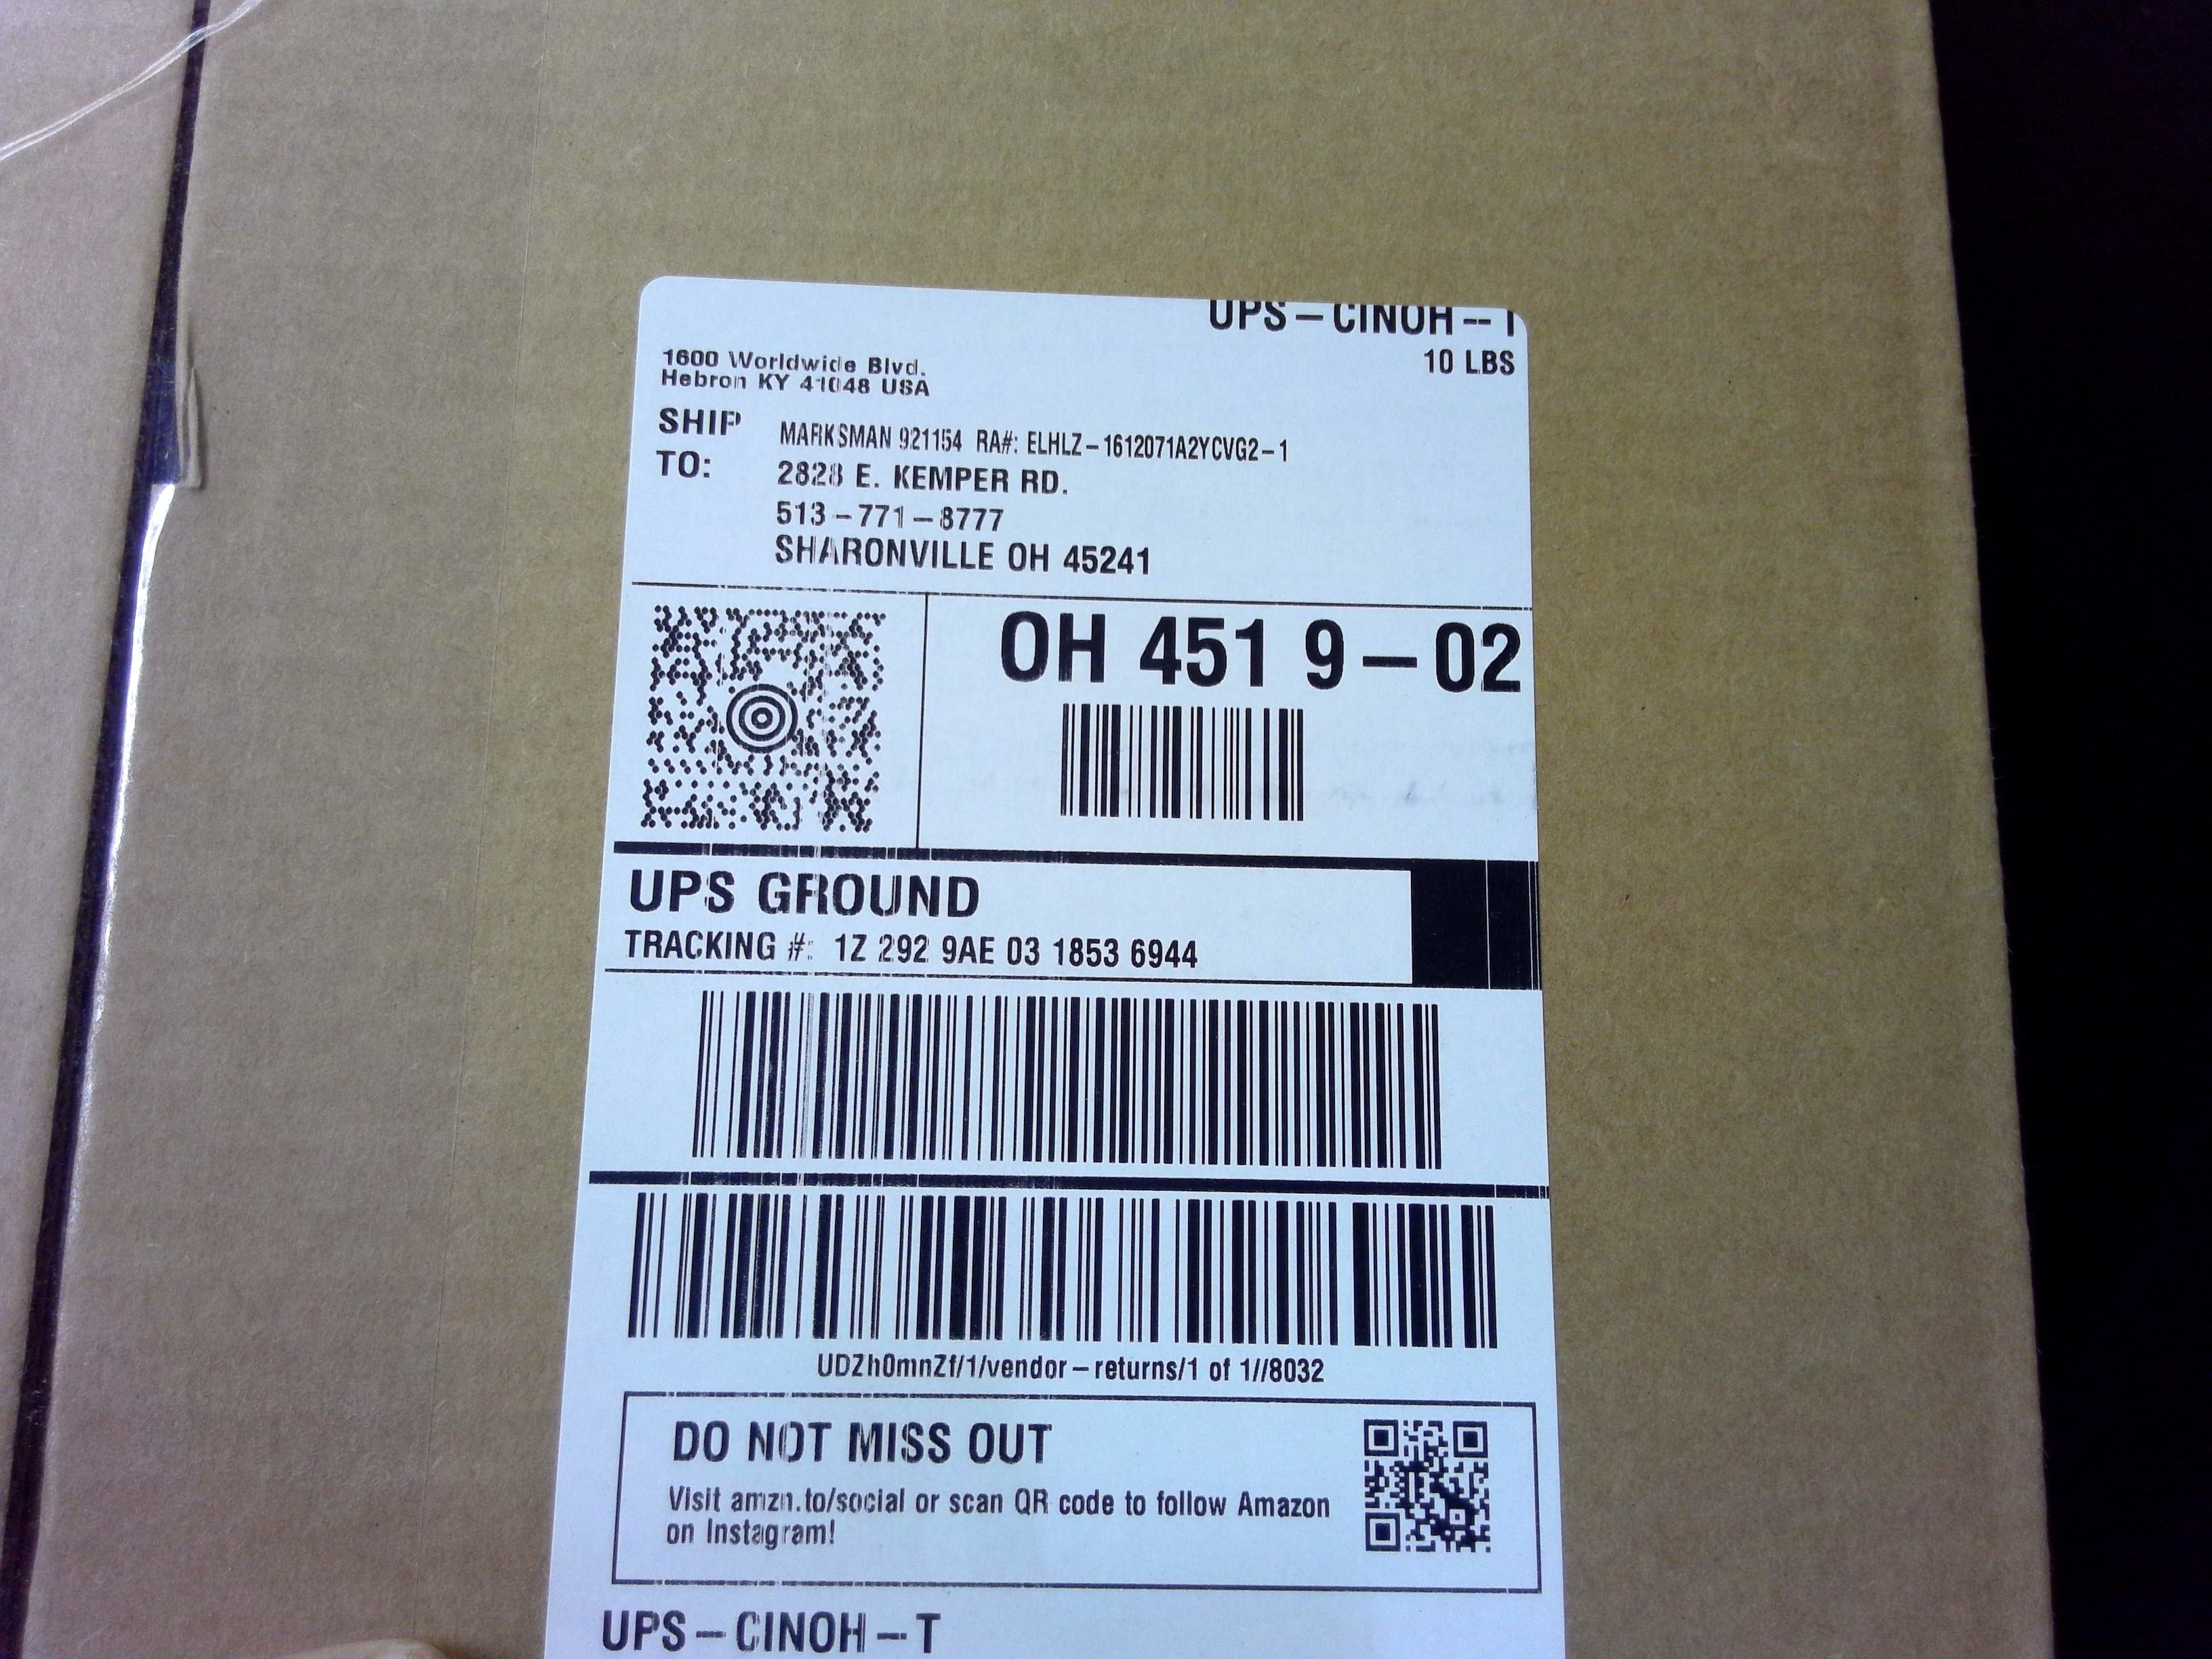 UPS-CINOH--T
1600 Worldwide Blvd.
10 LBS
Hebron KY 41048 USA
SHIP TO:
MARKSMAN 921154 RA#: ELHLZ-1612071A2YCVG2-1
2828 E. KEMPER RD.
513-771-8777
SHARONVILLE OH 45241
OH 451 9-02
UPS GROUND
TRACKING #: 1Z 292 9AE 03 1853 6944
UDZh0mnZf/1/vendor-returns/1 of 1//8032
DO NOT MISS OUT
Visit amzn.to/social or scan QR code to follow Amazon
on Instagram!
UPS-CINOH--T